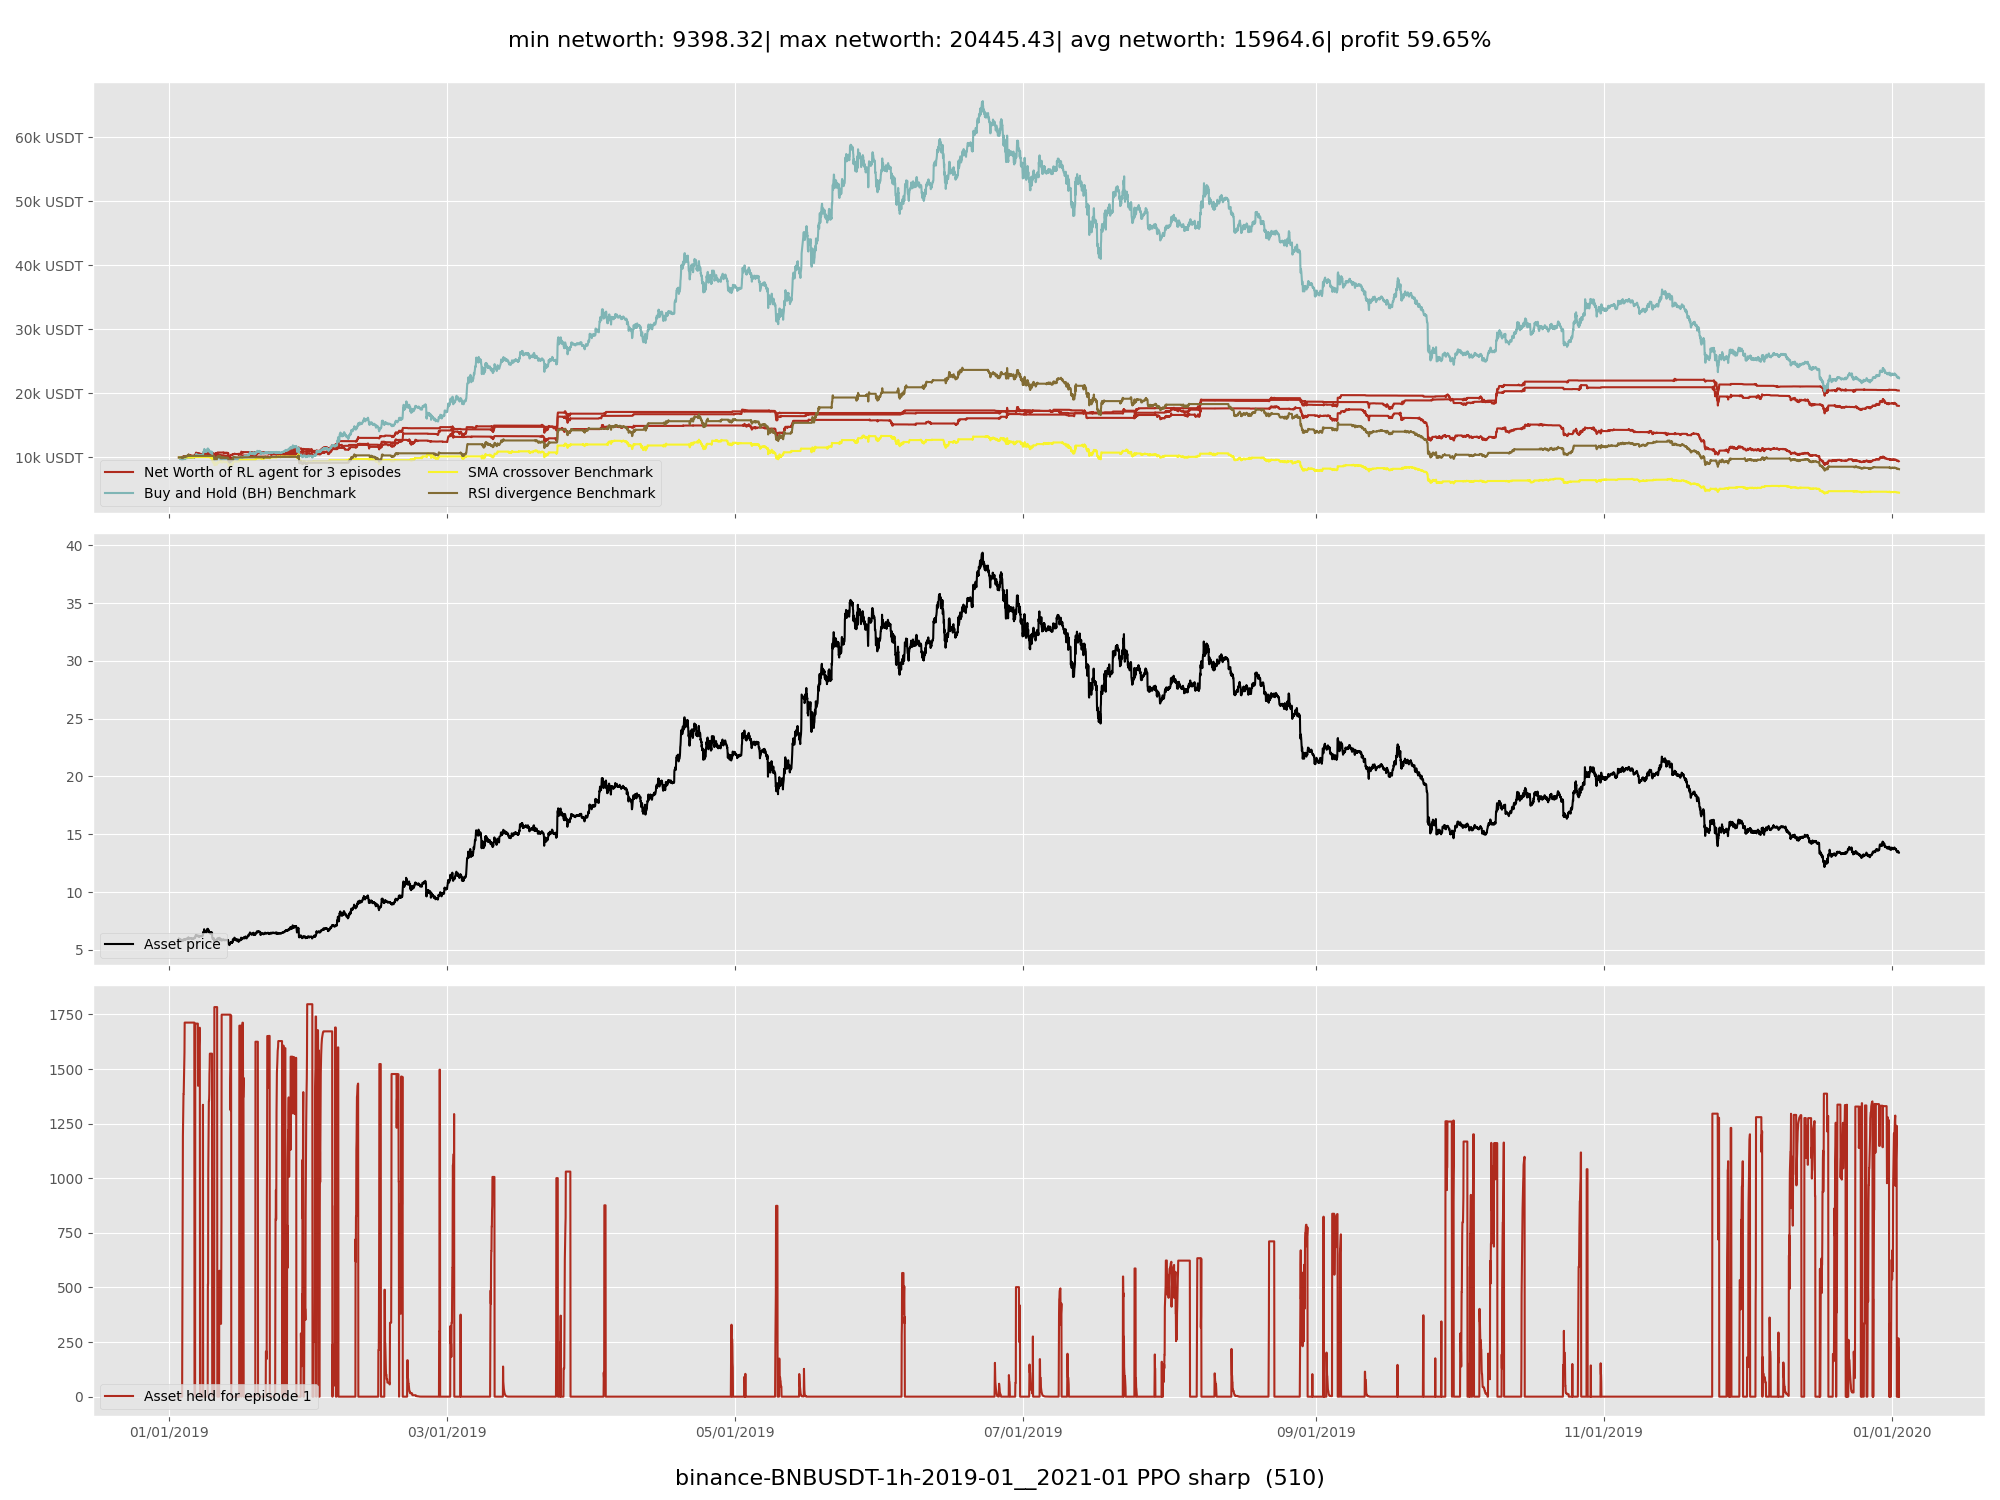 min networth: 9398.32| max networth: 20445.43| avg networth: 15964.6| profit 59.65%
60k USDT
50k USDT
40k USDT
30k USDT
20k USDT
10k USDT
Net Worth of RL agent for 3 episodes
Buy and Hold (BH) Benchmark
SMA crossover Benchmark
RSI divergence Benchmark
40
35
30
25
20
15
10
5
Asset price
1750
1500
1250
1000
750
500
250
0
Asset held for episode 1
01/01/2019
03/01/2019
05/01/2019
07/01/2019
09/01/2019
11/01/2019
01/01/2020
binance-BNBUSDT-1h-2019-01__2021-01 PPO sharp  (510)